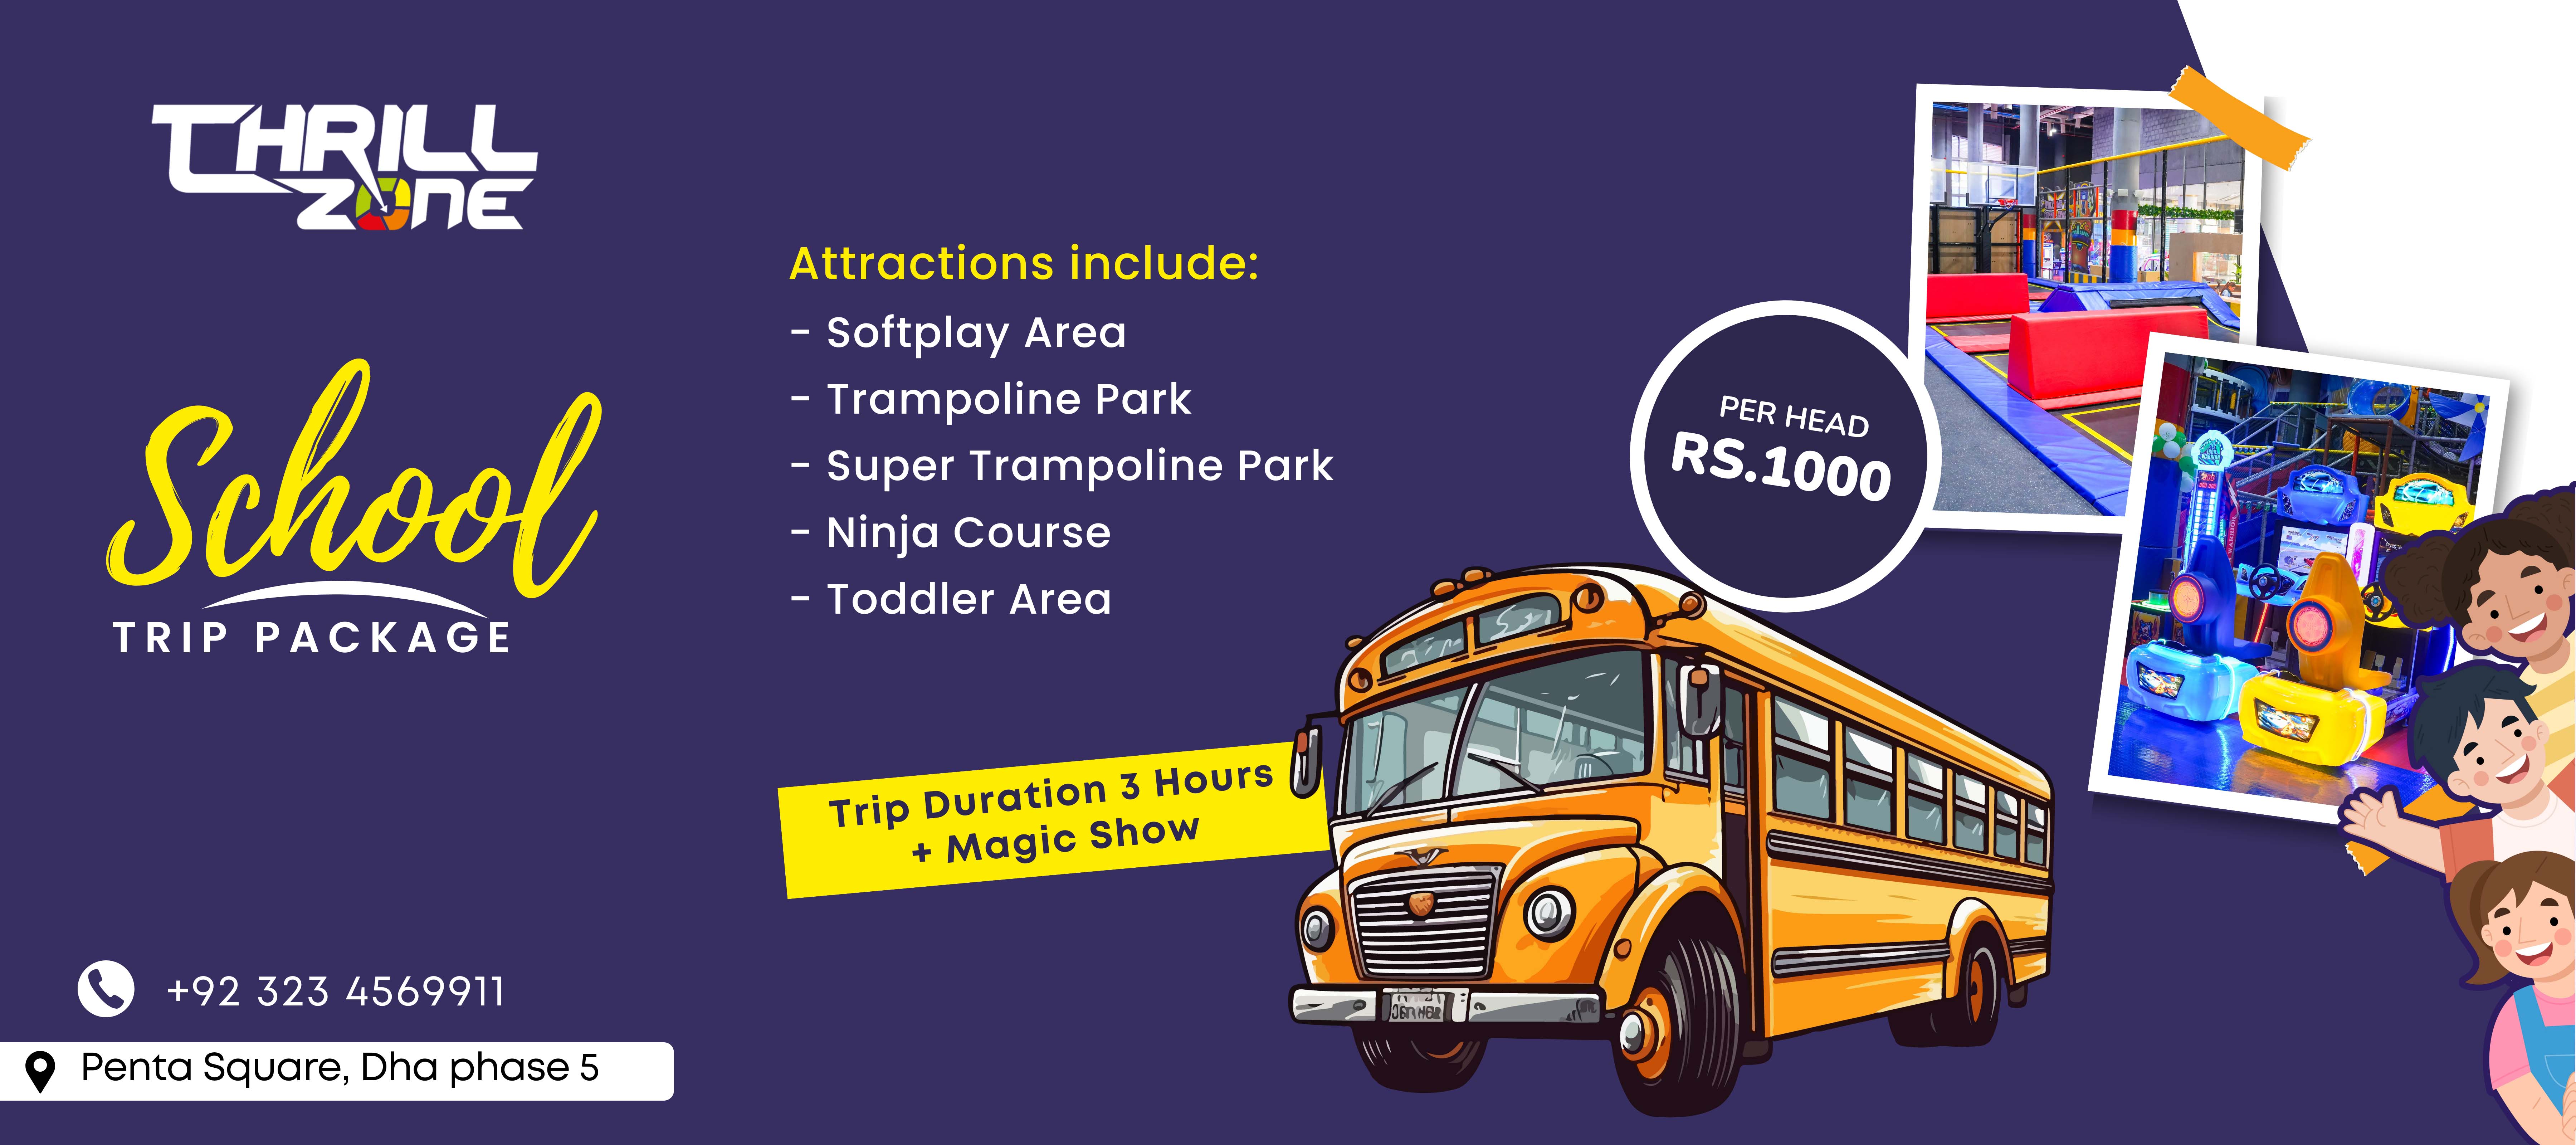 THRILL
ZONE
School
TRIP PACKAGE
Attractions include:
- Softplay Area
- Trampoline Park
- Super Trampoline Park
- Ninja Course
- Toddler Area
PER HEAD
RS.1000
Trip Duration 3 Hours
+ Magic Show
+92 323 4569911
Penta Square, Dha phase 5